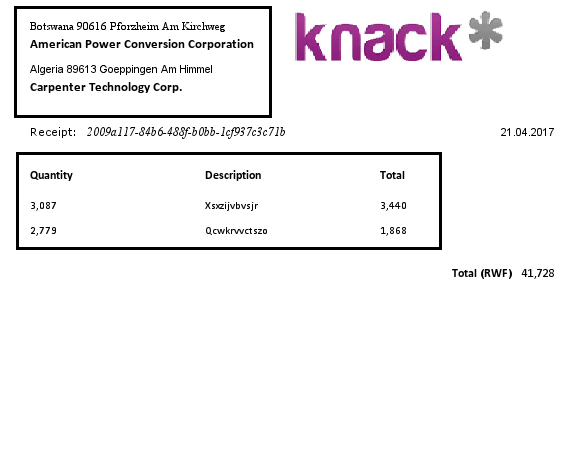 Botswana 90616 Pforzheim Am Kirchweg
American Power Conversion Corporation
Algeria 89613 Goeppingen Am Himmel
Carpenter Technology Corp.
knack*
Receipt: 2009a117-84b6-488f-b0bb-1cf937c3c71b 21.04.2017
Quantity Description Total
3,087 Xsxzijvbvsjr 3,440
2,779 Qcwkrvvctszo 1,868
Total (RWF) 41,728